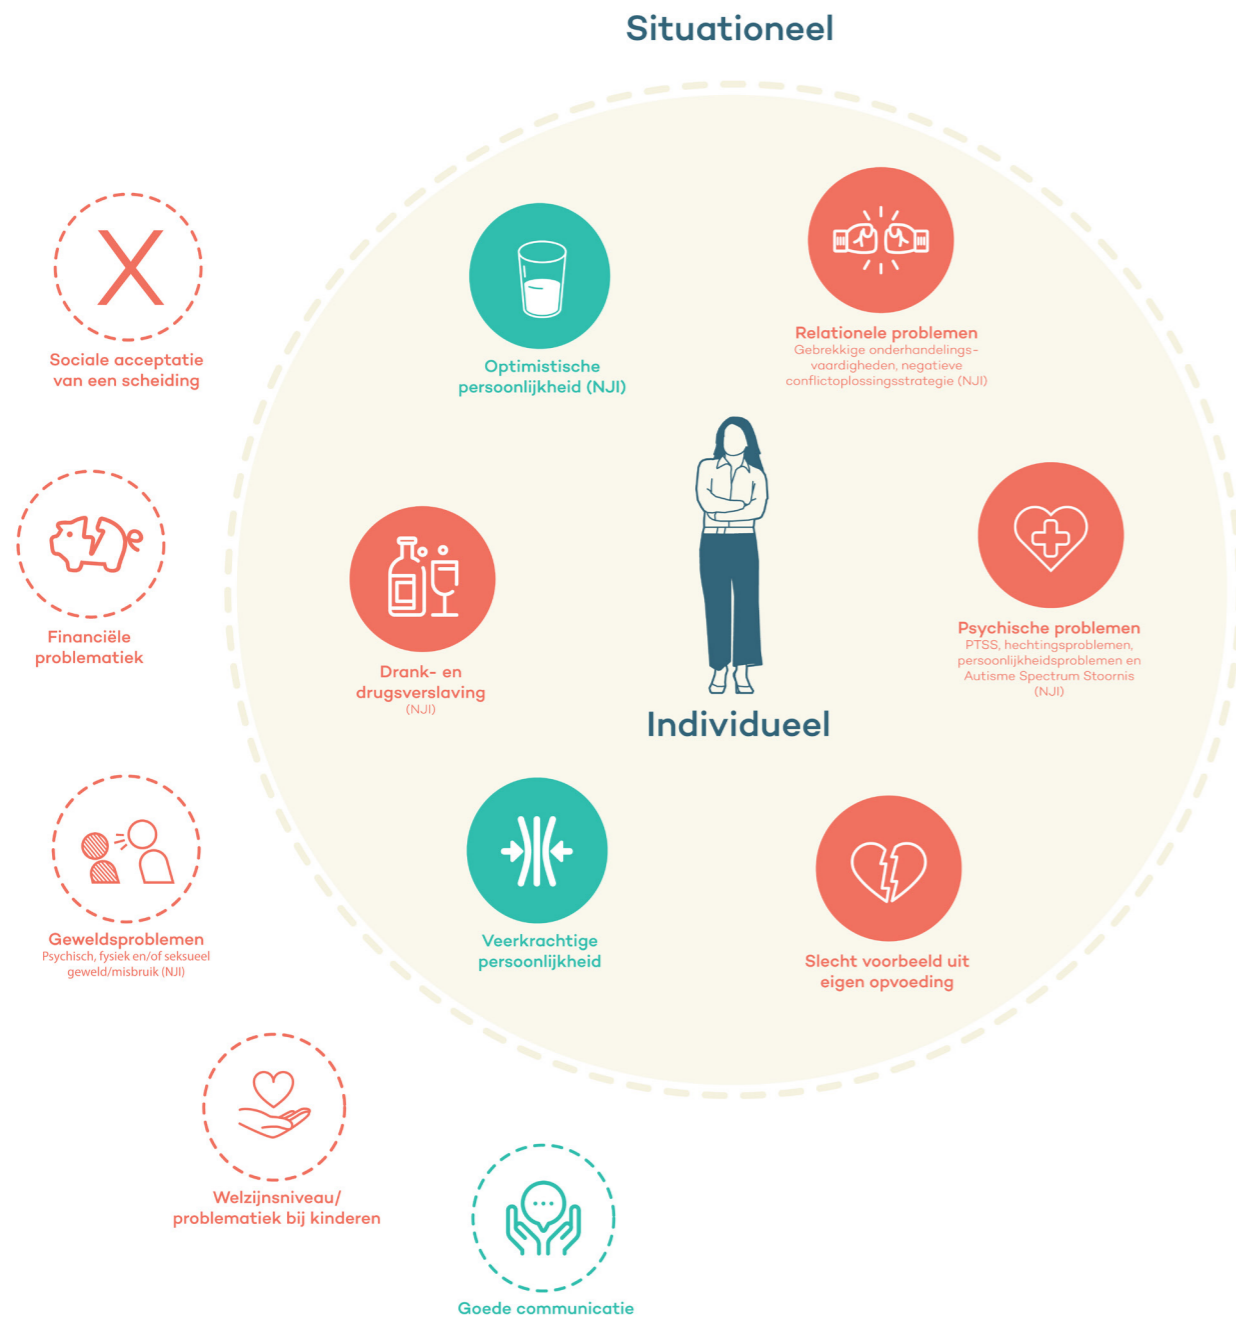 Situationeel
Sociale acceptatie
van een scheiding
Optimistische
persoonlijkheid (NJI)
Relationele problemen
Gebrekkige onderhandelings-
vaardigheden, negatieve
conflictoplossingsstrategie (NJI)
Financiële
problematiek
Drank- en
drugsverslaving
(NJI)
Psychische problemen
PTSS, hechtingsproblemen,
persoonlijkheidsproblemen en
Autisme Spectrum Stoornis
(NJI)
Individueel
Geweldsproblemen
Psychisch, fysiek en/of seksueel
geweld/misbruik (NJI)
Veerkrachtige
persoonlijkheid
Slecht voorbeeld uit
eigen opvoeding
Welzijnsniveau/
problematiek bij kinderen
Goede communicatie